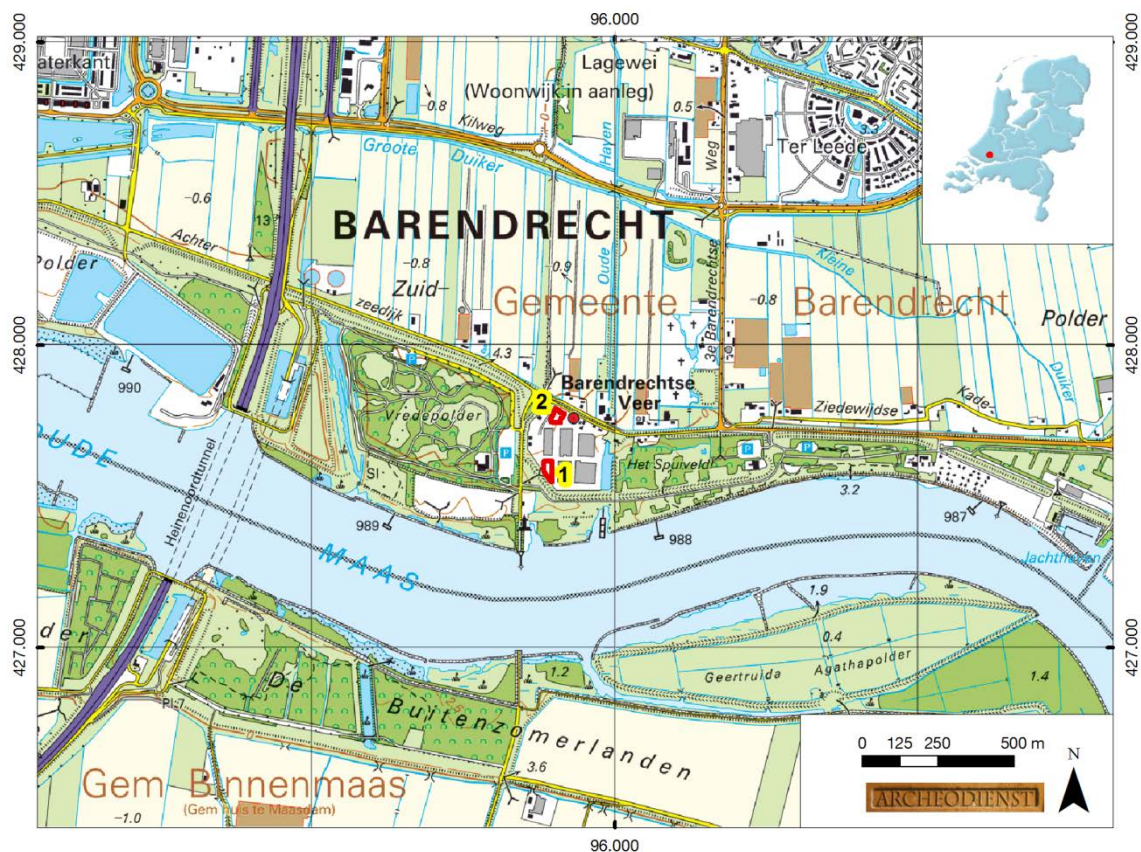 96.000
429.000
429.000
aterkant
Lagewei
(Woonwijk in aanleg)
-0.8
0.5
Kilweg
Groote Duiker
Haven
Weg
Ter Leede
3.3
-0.6
13
BARENDRECHT
Achter
Polder
-0.8
-0.9
Oude
Kleine
zeedijk
Zuid
Gemeente Barendrecht
-0.8
Polder
3e Barendrechtse
428.000
428.000
4.3
P
990
Barendrechtse
Veer
Duiker
2
Vredepolder
Ziedewijdse Kade
P
P
Het Spuiveld
1
OUDE
MAAS
Heinenoordtunnel
989
988
3.2
987
Jachthaven
1.9
427.000
427.000
der
0.4
Geertruida Agathapolder
1.2
1.4
De Buitenzomerlanden
3.6
Gem Binnenmaas
(Gem huis te Maasdam)
-1.0
0 125 250 500 m
N
ARCHEODIENST
96.000